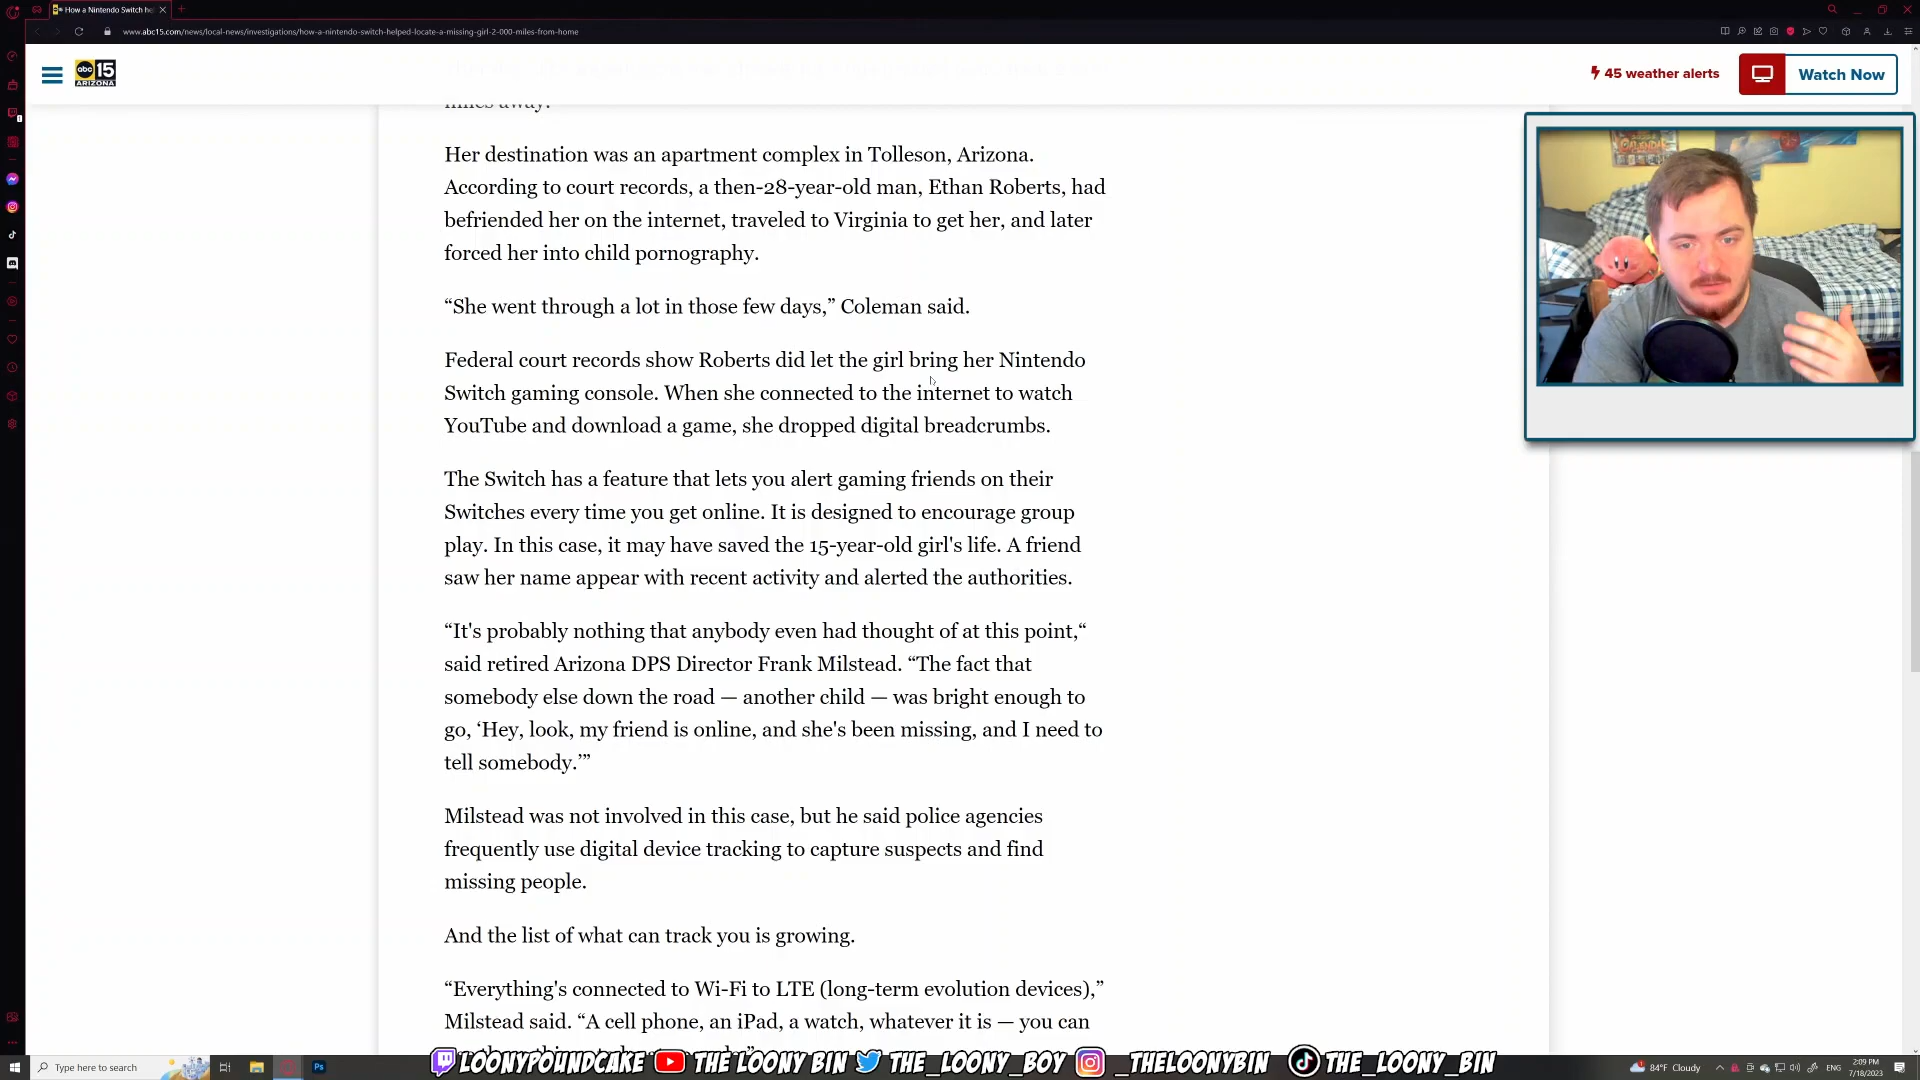 How a Nintendo Switch he
www.abc15.com/news/local-news/investigations/how-a-nintendo-switch-helped-locate-a-missing-girl-2-000-miles-from-home
abc 15
ARIZONA
45 weather alerts
Watch Now
miles away.
Her destination was an apartment complex in Tolleson, Arizona.
According to court records, a then-28-year-old man, Ethan Roberts, had
befriended her on the internet, traveled to Virginia to get her, and later
forced her into child pornography.
“She went through a lot in those few days,” Coleman said.
Federal court records show Roberts did let the girl bring her Nintendo
Switch gaming console. When she connected to the internet to watch
YouTube and download a game, she dropped digital breadcrumbs.
The Switch has a feature that lets you alert gaming friends on their
Switches every time you get online. It is designed to encourage group
play. In this case, it may have saved the 15-year-old girl's life. A friend
saw her name appear with recent activity and alerted the authorities.
“It's probably nothing that anybody even had thought of at this point,“
said retired Arizona DPS Director Frank Milstead. “The fact that
somebody else down the road — another child — was bright enough to
go, ‘Hey, look, my friend is online, and she's been missing, and I need to
tell somebody.’”
Milstead was not involved in this case, but he said police agencies
frequently use digital device tracking to capture suspects and find
missing people.
And the list of what can track you is growing.
“Everything's connected to Wi-Fi to LTE (long-term evolution devices),”
Milstead said. “A cell phone, an iPad, a watch, whatever it is — you can
LOONYPOUNDCAKE THE LOONY BIN THE_LOONY_BOY _THELOONYBIN THE_LOONY_BIN
Type here to search
Ps
84°F Cloudy
ENG
2:09 PM
7/18/2023